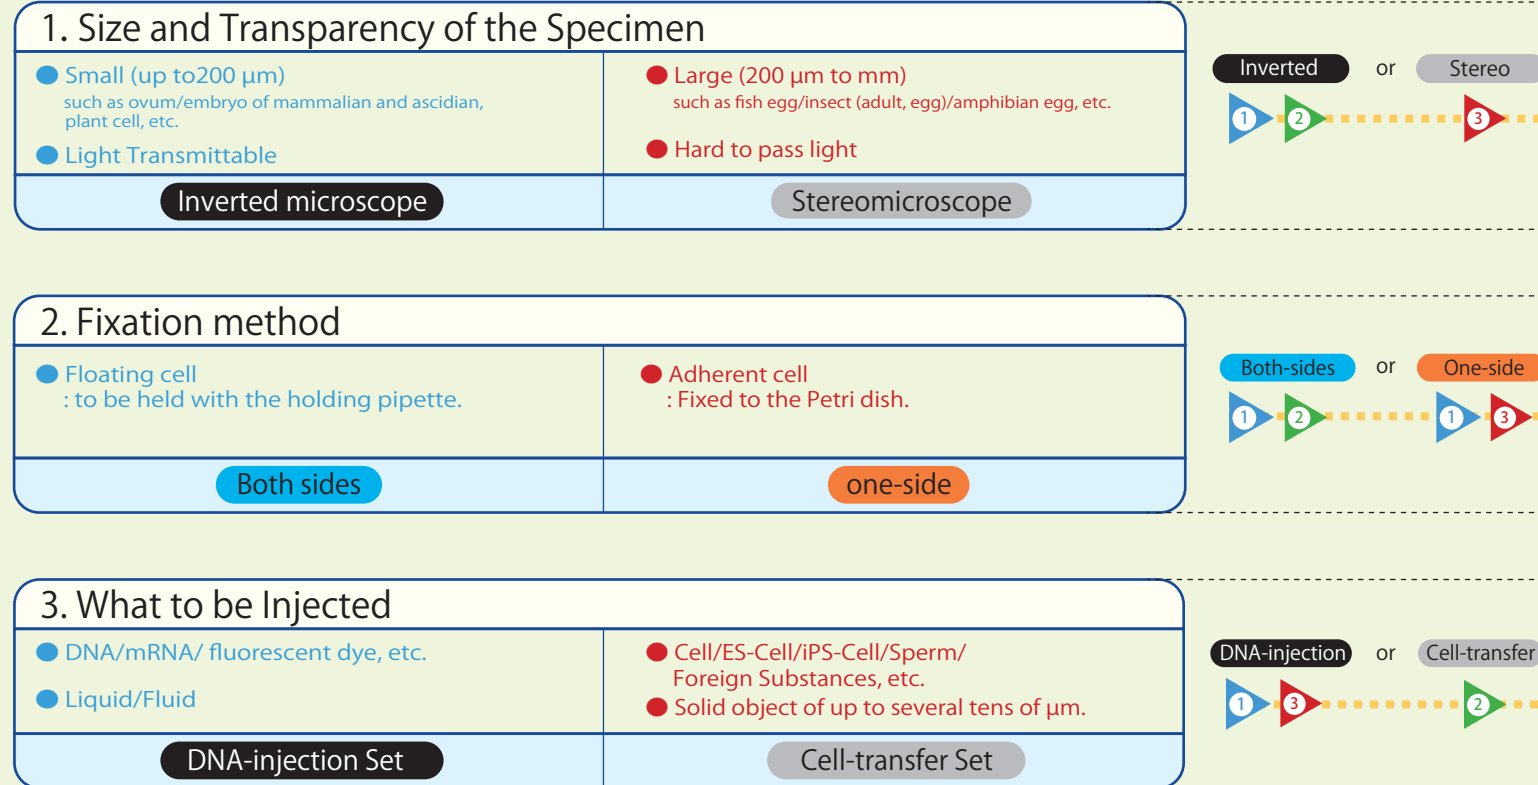 1. Size and Transparency of the Specimen
● Small (up to200 μm)
such as ovum/embryo of mammalian and ascidian,
plant cell, etc.
● Light Transmittable
● Large (200 μm to mm)
such as fish egg/insect (adult, egg)/amphibian egg, etc.
● Hard to pass light
Inverted microscope
Stereomicroscope
Inverted or Stereo
1 2 3
2. Fixation method
● Floating cell
: to be held with the holding pipette.
● Adherent cell
: Fixed to the Petri dish.
Both sides
one-side
Both-sides or One-side
1 2 1 3
3. What to be Injected
● DNA/mRNA/ fluorescent dye, etc.
● Liquid/Fluid
● Cell/ES-Cell/iPS-Cell/Sperm/
Foreign Substances, etc.
● Solid object of up to several tens of μm.
DNA-injection Set
Cell-transfer Set
DNA-injection or Cell-transfer
1 3 2